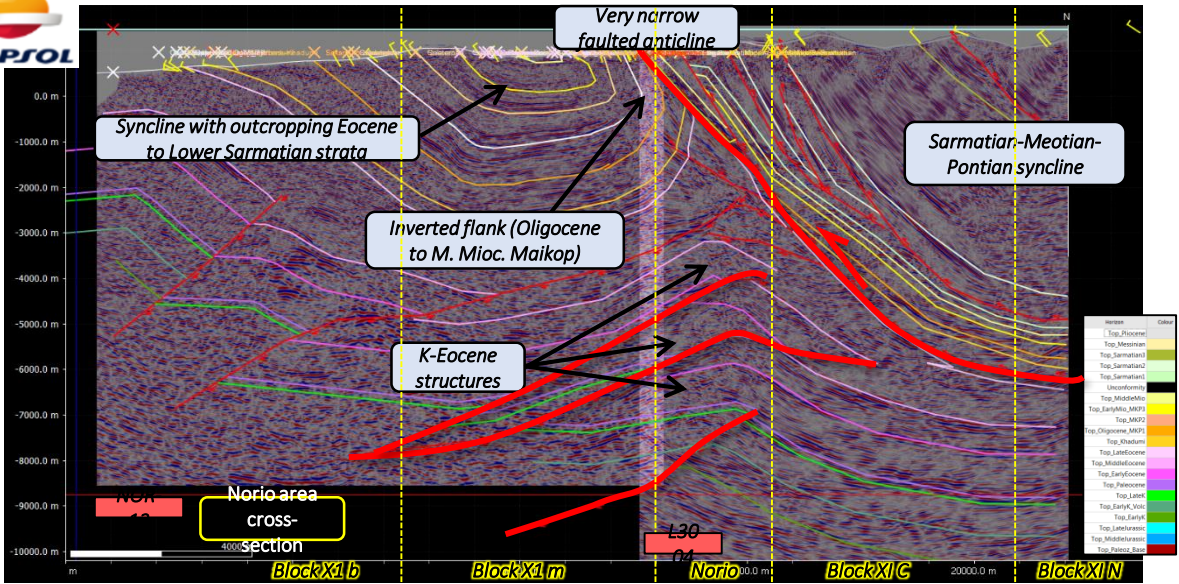 PSOL
Very narrow
faulted anticline
N
0.0 m
-1000.0 m
-2000.0 m
-3000.0 m
-4000.0 m
-5000.0 m
-6000.0 m
-7000.0 m
-8000.0 m
-9000.0 m
-10000.0 m
Syncline with outcropping Eocene
to Lower Sarmatian strata
Sarmatian-Meotian-
Pontian syncline
Inverted flank (Oligocene
to M. Mioc. Maikop)
K-Eocene
structures
Horizon Colour
Top_Pliocene
Top_Messinian
Top_Sarmatian3
Top_Sarmatian2
Top_Sarmatian1
Unconformity
Top_MiddleMio
Top_EarlyMio_MKP3
Top_MKP2
Top_Oligocene_MKP1
Top_Khadumi
Top_LateEocene
Top_MiddleEocene
Top_EarlyEocene
Top_Paleocene
Top_LateK
Top_EarlyK_Volc
Top_EarlyK
Top_LateJurassic
Top_MiddleJurassic
Top_Paleoz_Base
Norio area
cross-
section
L30
04
m
20000.0 m
Block X1 b
Block X1 m
Norio
Block XI C
Block XI N